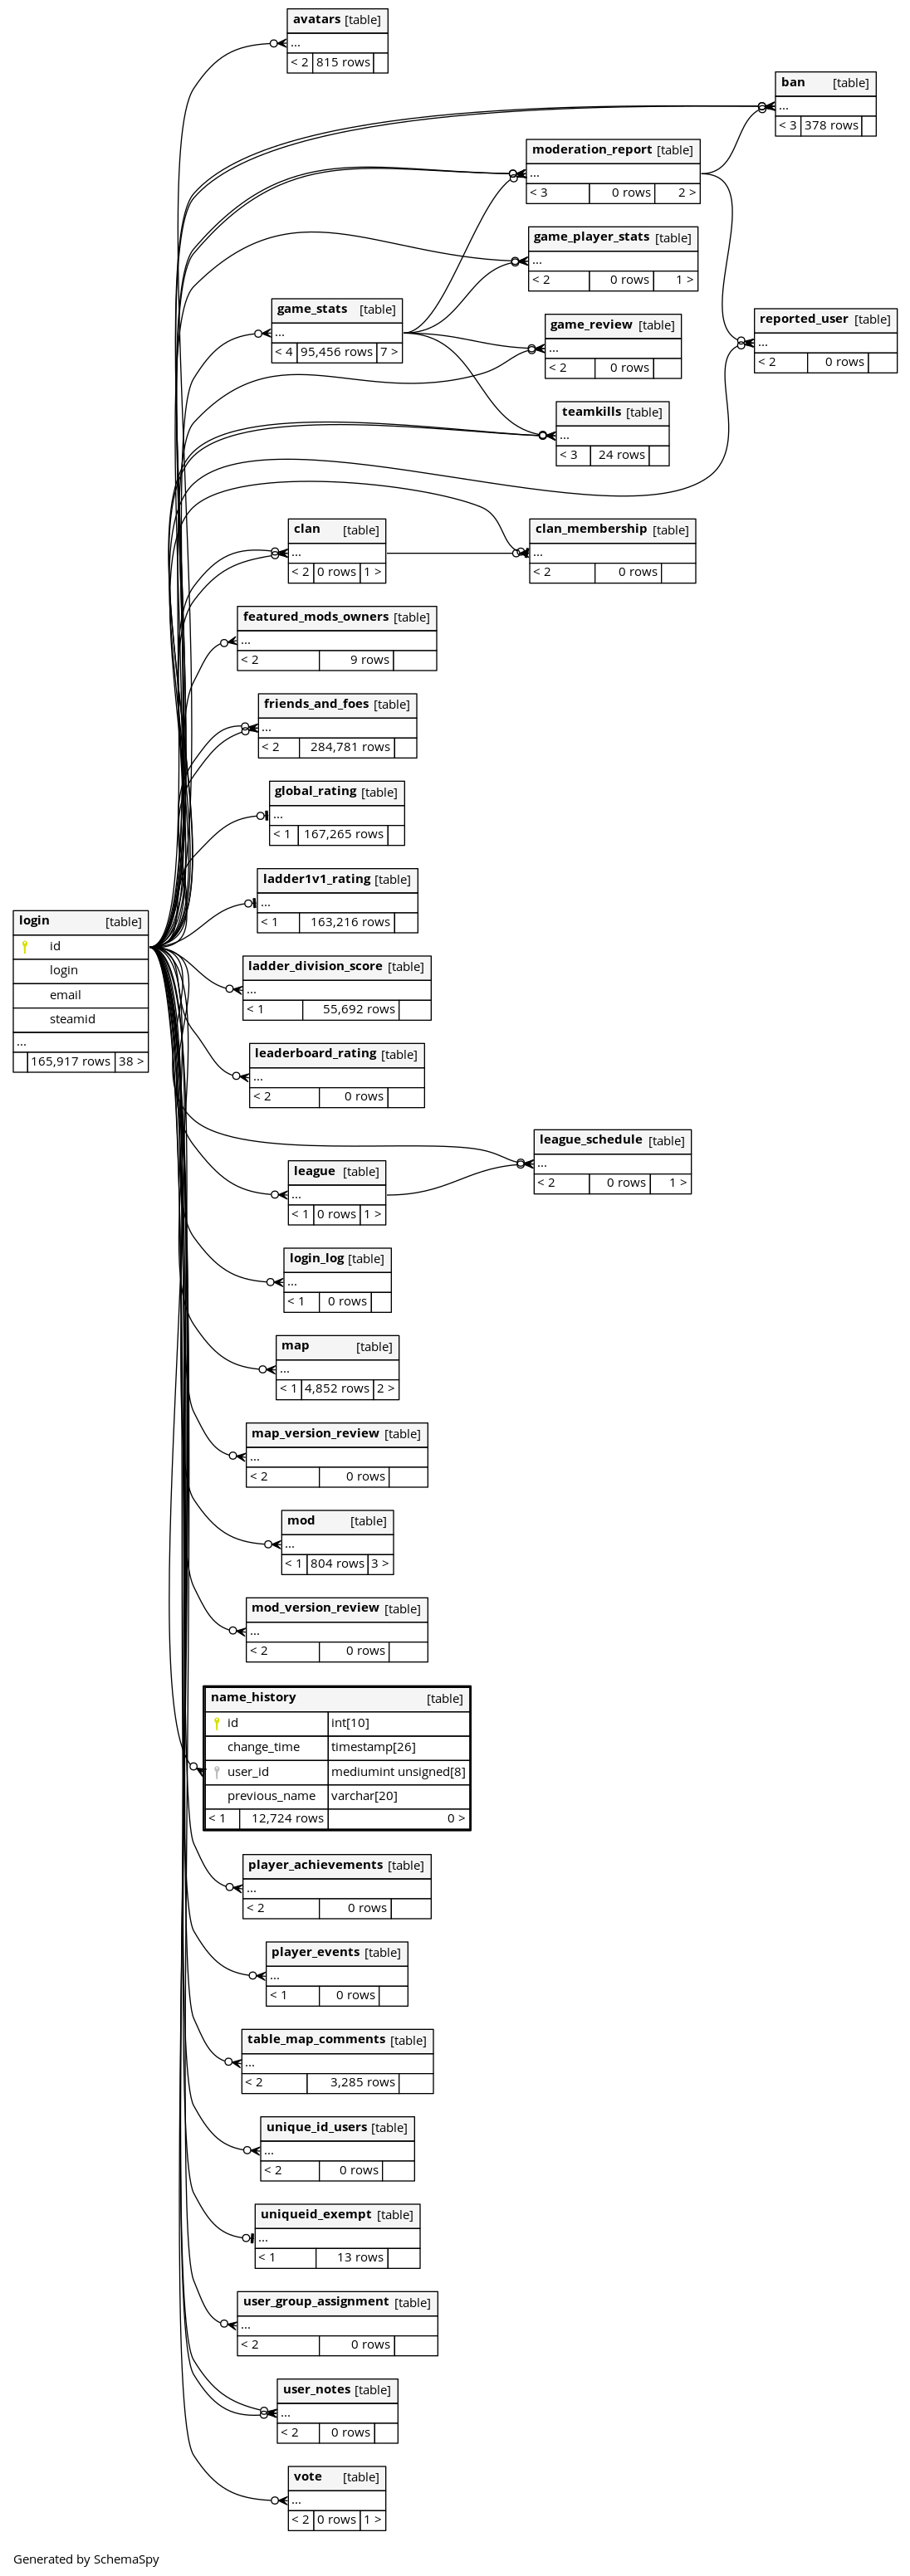 avatars [table]
...
< 2 815 rows
ban [table]
...
< 3 378 rows
moderation_report [table]
...
< 3 0 rows 2 >
game_player_stats [table]
...
< 2 0 rows 1 >
game_stats [table]
...
< 4 95,456 rows 7 >
reported_user [table]
...
< 2 0 rows
game_review [table]
...
< 2 0 rows
teamkills [table]
...
< 3 24 rows
clan [table]
...
< 2 0 rows 1 >
clan_membership [table]
...
< 2 0 rows
featured_mods_owners [table]
...
< 2 9 rows
friends_and_foes [table]
...
< 2 284,781 rows
global_rating [table]
...
< 1 167,265 rows
ladder1v1_rating [table]
...
< 1 163,216 rows
login [table]
id
login
email
steamid
...
165,917 rows 38 >
ladder_division_score [table]
...
< 1 55,692 rows
leaderboard_rating [table]
...
< 2 0 rows
league_schedule [table]
...
< 2 0 rows 1 >
league [table]
...
< 1 0 rows 1 >
login_log [table]
...
< 1 0 rows
map [table]
...
< 1 4,852 rows 2 >
map_version_review [table]
...
< 2 0 rows
mod [table]
...
< 1 804 rows 3 >
mod_version_review [table]
...
< 2 0 rows
name_history [table]
id int[10]
change_time timestamp[26]
user_id mediumint unsigned[8]
previous_name varchar[20]
< 1 12,724 rows 0 >
player_achievements [table]
...
< 2 0 rows
player_events [table]
...
< 1 0 rows
table_map_comments [table]
...
< 2 3,285 rows
unique_id_users [table]
...
< 2 0 rows
uniqueid_exempt [table]
...
< 1 13 rows
user_group_assignment [table]
...
< 2 0 rows
user_notes [table]
...
< 2 0 rows
vote [table]
...
< 2 0 rows 1 >
Generated by SchemaSpy